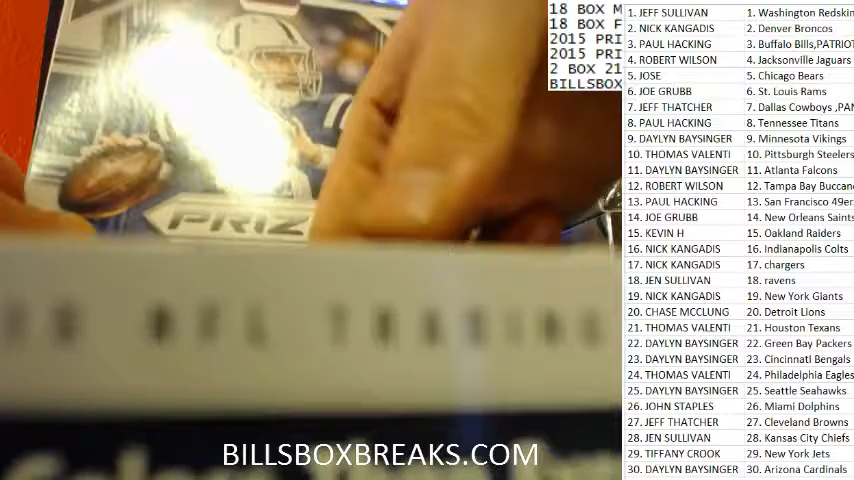 18 BOX M
18 BOX F
2015 PRI
2015 PRI
2 BOX 21
BILLSBOX
1. JEFF SULLIVAN 1. Washington Redskin
2. NICK KANGADIS 2. Denver Broncos
3. PAUL HACKING 3. Buffalo Bills,PATRIOT
4. ROBERT WILSON 4. Jacksonville Jaguars
5. JOSE 5. Chicago Bears
6. JOE GRUBB 6. St. Louis Rams
7. JEFF THATCHER 7. Dallas Cowboys ,PAN
8. PAUL HACKING 8. Tennessee Titans
9. DAYLYN BAYSINGER 9. Minnesota Vikings
10. THOMAS VALENTI 10. Pittsburgh Steelers
11. DAYLYN BAYSINGER 11. Atlanta Falcons
12. ROBERT WILSON 12. Tampa Bay Buccan
13. PAUL HACKING 13. San Francisco 49er
14. JOE GRUBB 14. New Orleans Saints
15. KEVIN H 15. Oakland Raiders
16. NICK KANGADIS 16. Indianapolis Colts
17. NICK KANGADIS 17. chargers
18. JEN SULLIVAN 18. ravens
19. NICK KANGADIS 19. New York Giants
20. CHASE MCCLUNG 20. Detroit Lions
21. THOMAS VALENTI 21. Houston Texans
22. DAYLYN BAYSINGER 22. Green Bay Packers
23. DAYLYN BAYSINGER 23. Cincinnati Bengals
24. THOMAS VALENTI 24. Philadelphia Eagles
25. DAYLYN BAYSINGER 25. Seattle Seahawks
26. JOHN STAPLES 26. Miami Dolphins
27. JEFF THATCHER 27. Cleveland Browns
28. JEN SULLIVAN 28. Kansas City Chiefs
29. TIFFANY CROOK 29. New York Jets
30. DAYLYN BAYSINGER 30. Arizona Cardinals
4
PRIZ
NFL TRADING
BILLSBOXBREAKS.COM